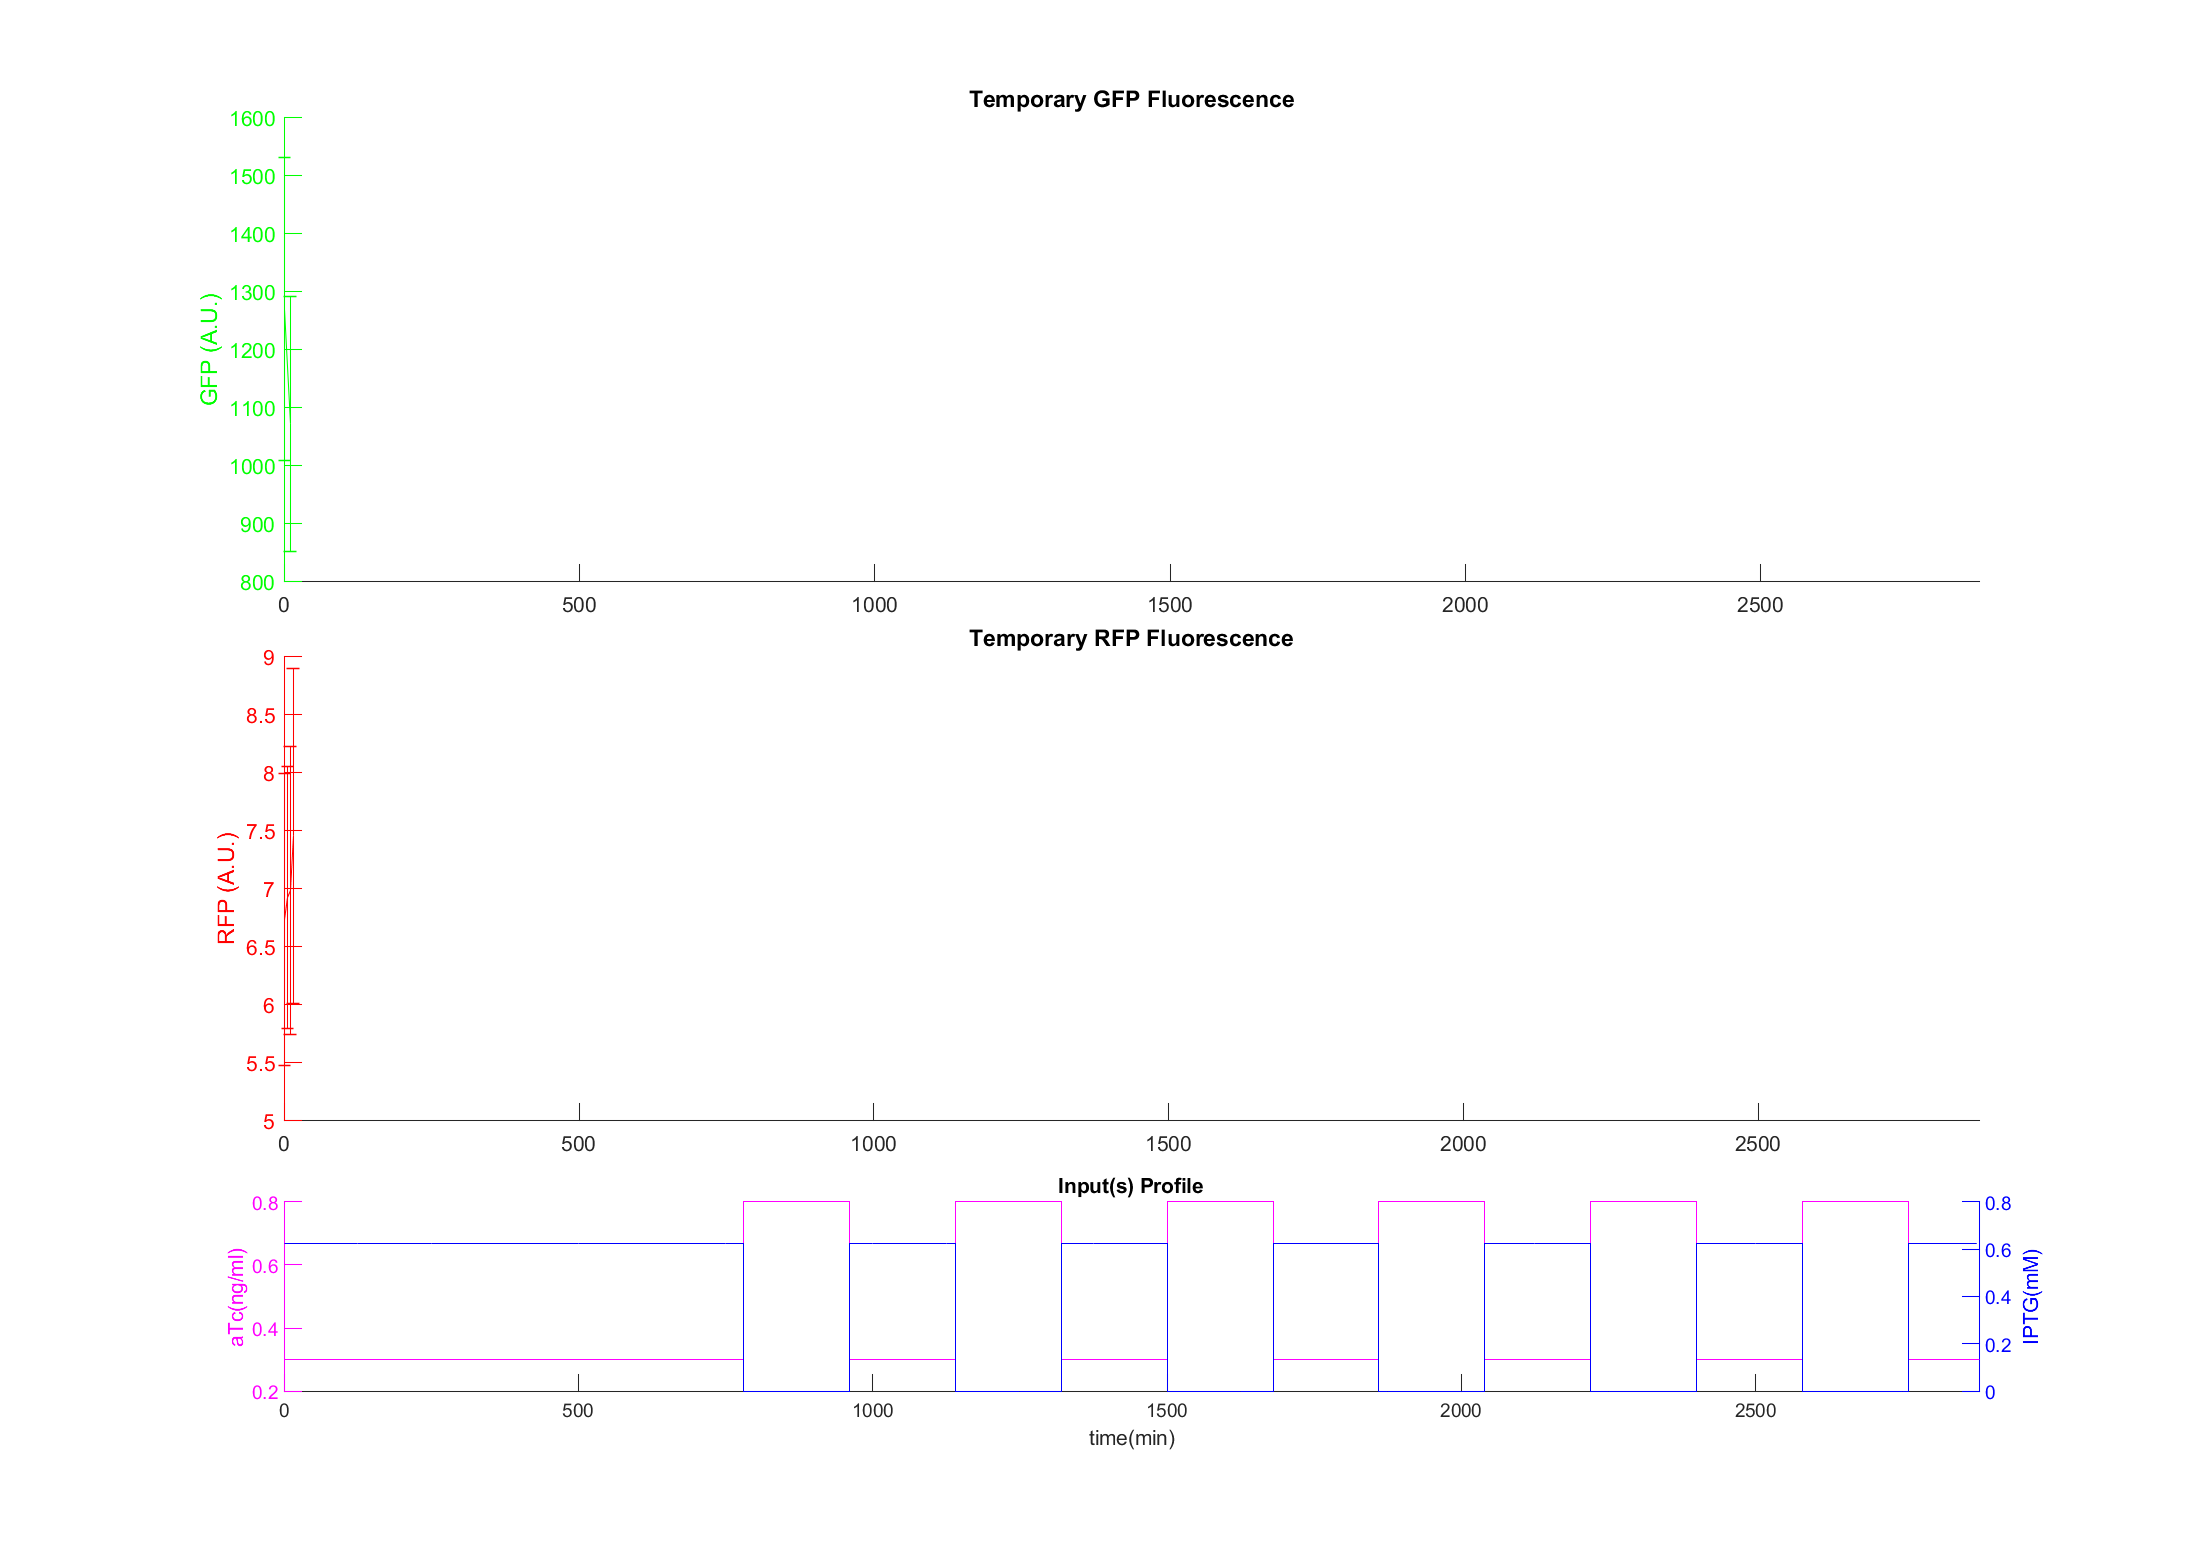 Temporary GFP Fluorescence
GFP (A.U.)
1600
1500
1400
1300
1200
1100
1000
900
800
0 500 1000 1500 2000 2500
Temporary RFP Fluorescence
RFP (A.U.)
9
8.5
8
7.5
7
6.5
6
5.5
5
0 500 1000 1500 2000 2500
Input(s) Profile
aTc(ng/ml)
0.8
0.6
0.4
0.2
0.8
0.6
0.4
0.2
0
IPTG(mM)
0 500 1000 1500 2000 2500
time(min)